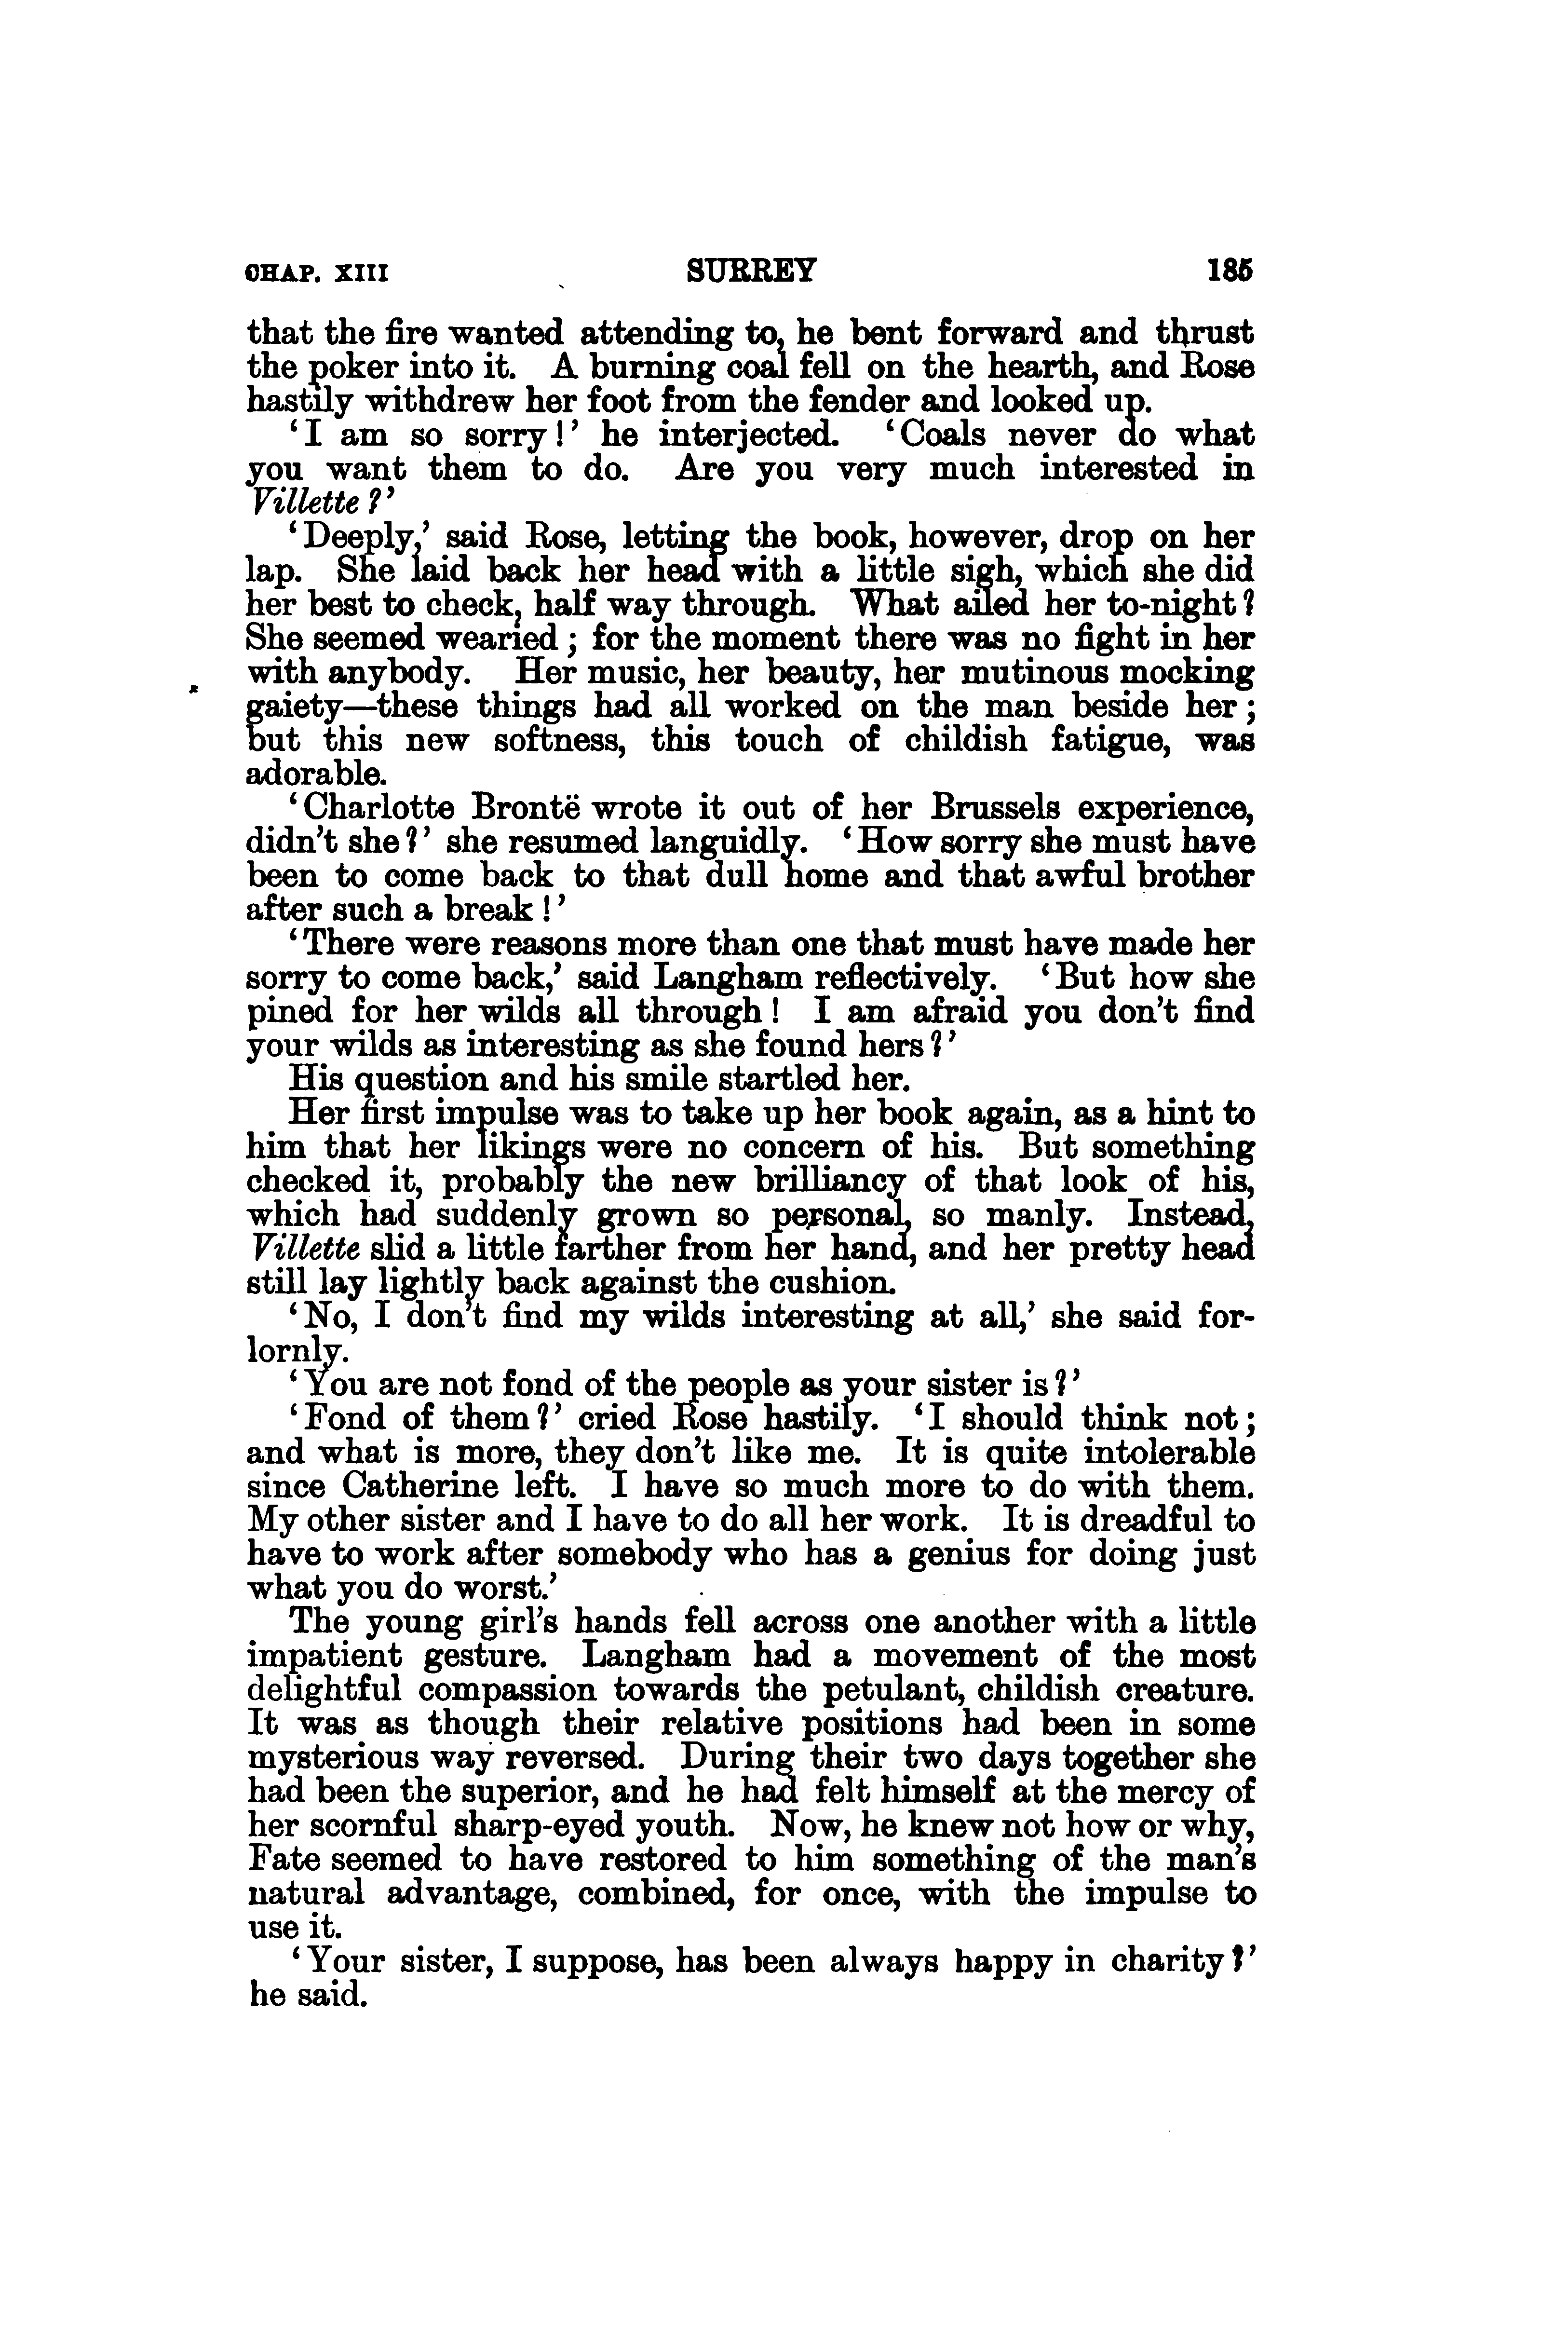 CHAP. XIII SURREY 185
that the fire wanted attending to, he bent forward and thrust
the poker into it. A burning coal fell on the hearth, and Rose
hastily withdrew her foot from the fender and looked up.
‘I am so sorry!’ he interjected. ‘Coals never do what
you want them to do. Are you very much interested in
Villette?’
‘Deeply,’ said Rose, letting the book, however, drop on her
lap. She laid back her head with a little sigh, which she did
her best to check, half way through. What ailed her to-night?
She seemed wearied; for the moment there was no fight in her
with anybody. Her music, her beauty, her mutinous mocking
gaiety—these things had all worked on the man beside her;
but this new softness, this touch of childish fatigue, was
adorable.
‘Charlotte Brontë wrote it out of her Brussels experience,
didn’t she?’ she resumed languidly. ‘How sorry she must have
been to come back to that dull home and that awful brother
after such a break!’
‘There were reasons more than one that must have made her
sorry to come back,’ said Langham reflectively. ‘But how she
pined for her wilds all through! I am afraid you don’t find
your wilds as interesting as she found hers?’
His question and his smile startled her.
Her first impulse was to take up her book again, as a hint to
him that her likings were no concern of his. But something
checked it, probably the new brilliancy of that look of his,
which had suddenly grown so personal, so manly. Instead,
Villette slid a little farther from her hand, and her pretty head
still lay lightly back against the cushion.
‘No, I don’t find my wilds interesting at all,’ she said for-
lornly.
‘You are not fond of the people as your sister is?’
‘Fond of them?’ cried Rose hastily. ‘I should think not;
and what is more, they don’t like me. It is quite intolerable
since Catherine left. I have so much more to do with them.
My other sister and I have to do all her work. It is dreadful to
have to work after somebody who has a genius for doing just
what you do worst.’
The young girl’s hands fell across one another with a little
impatient gesture. Langham had a movement of the most
delightful compassion towards the petulant, childish creature.
It was as though their relative positions had been in some
mysterious way reversed. During their two days together she
had been the superior, and he had felt himself at the mercy of
her scornful sharp-eyed youth. Now, he knew not how or why,
Fate seemed to have restored to him something of the man’s
natural advantage, combined, for once, with the impulse to
use it.
‘Your sister, I suppose, has been always happy in charity?’
he said.